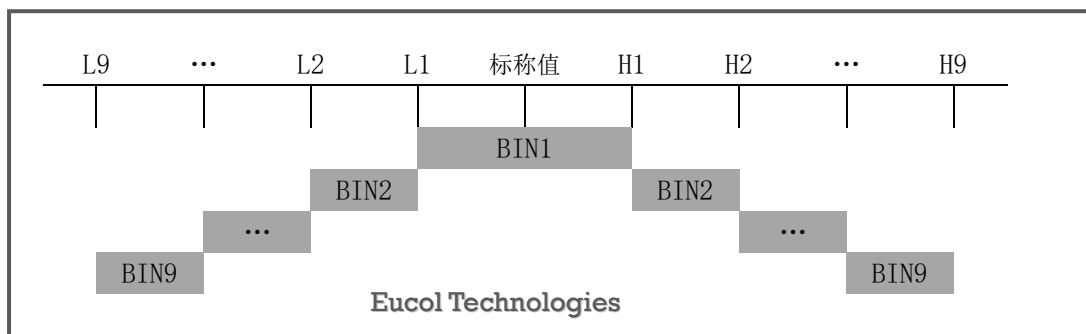 L9 … L2 L1 标称值 H1 H2 … H9
BIN1
BIN2 BIN2
… …
BIN9 BIN9
Eucol Technologies